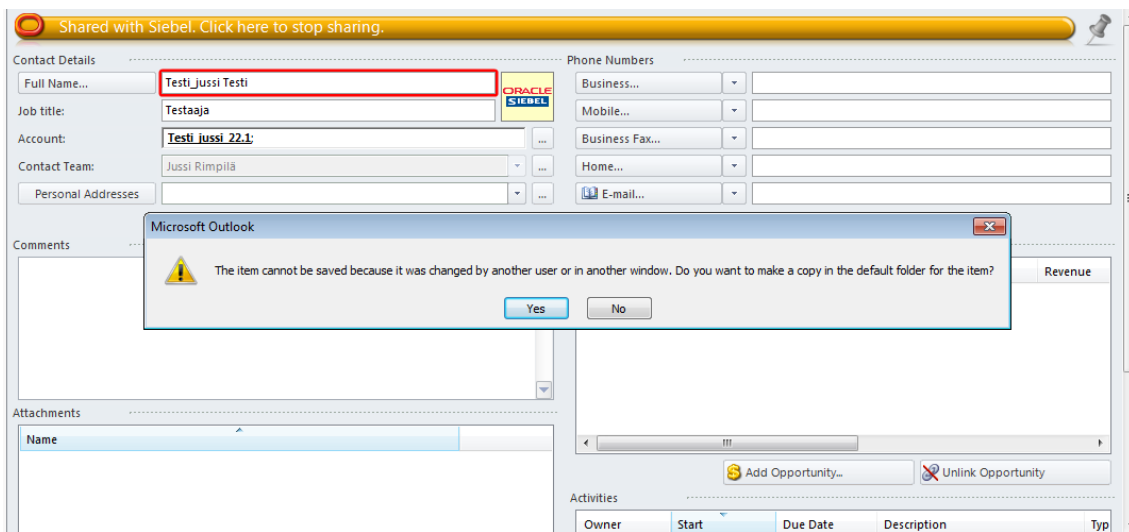 Shared with Siebel. Click here to stop sharing.
Contact Details
Full Name...
Testi_jussi Testi
ORACLE
SIEBEL
Job title:
Testaaja
Account:
Testi jussi 22.1;
...
Contact Team:
Jussi Rimpilä
...
Personal Addresses
...
Phone Numbers
Business...
Mobile...
Business Fax...
Home...
E-mail...
Microsoft Outlook
The item cannot be saved because it was changed by another user or in another window. Do you want to make a copy in the default folder for the item?
Yes
No
Comments
Revenue
Attachments
Name
Add Opportunity...
Unlink Opportunity
Activities
Owner
Start
Due Date
Description
Typ